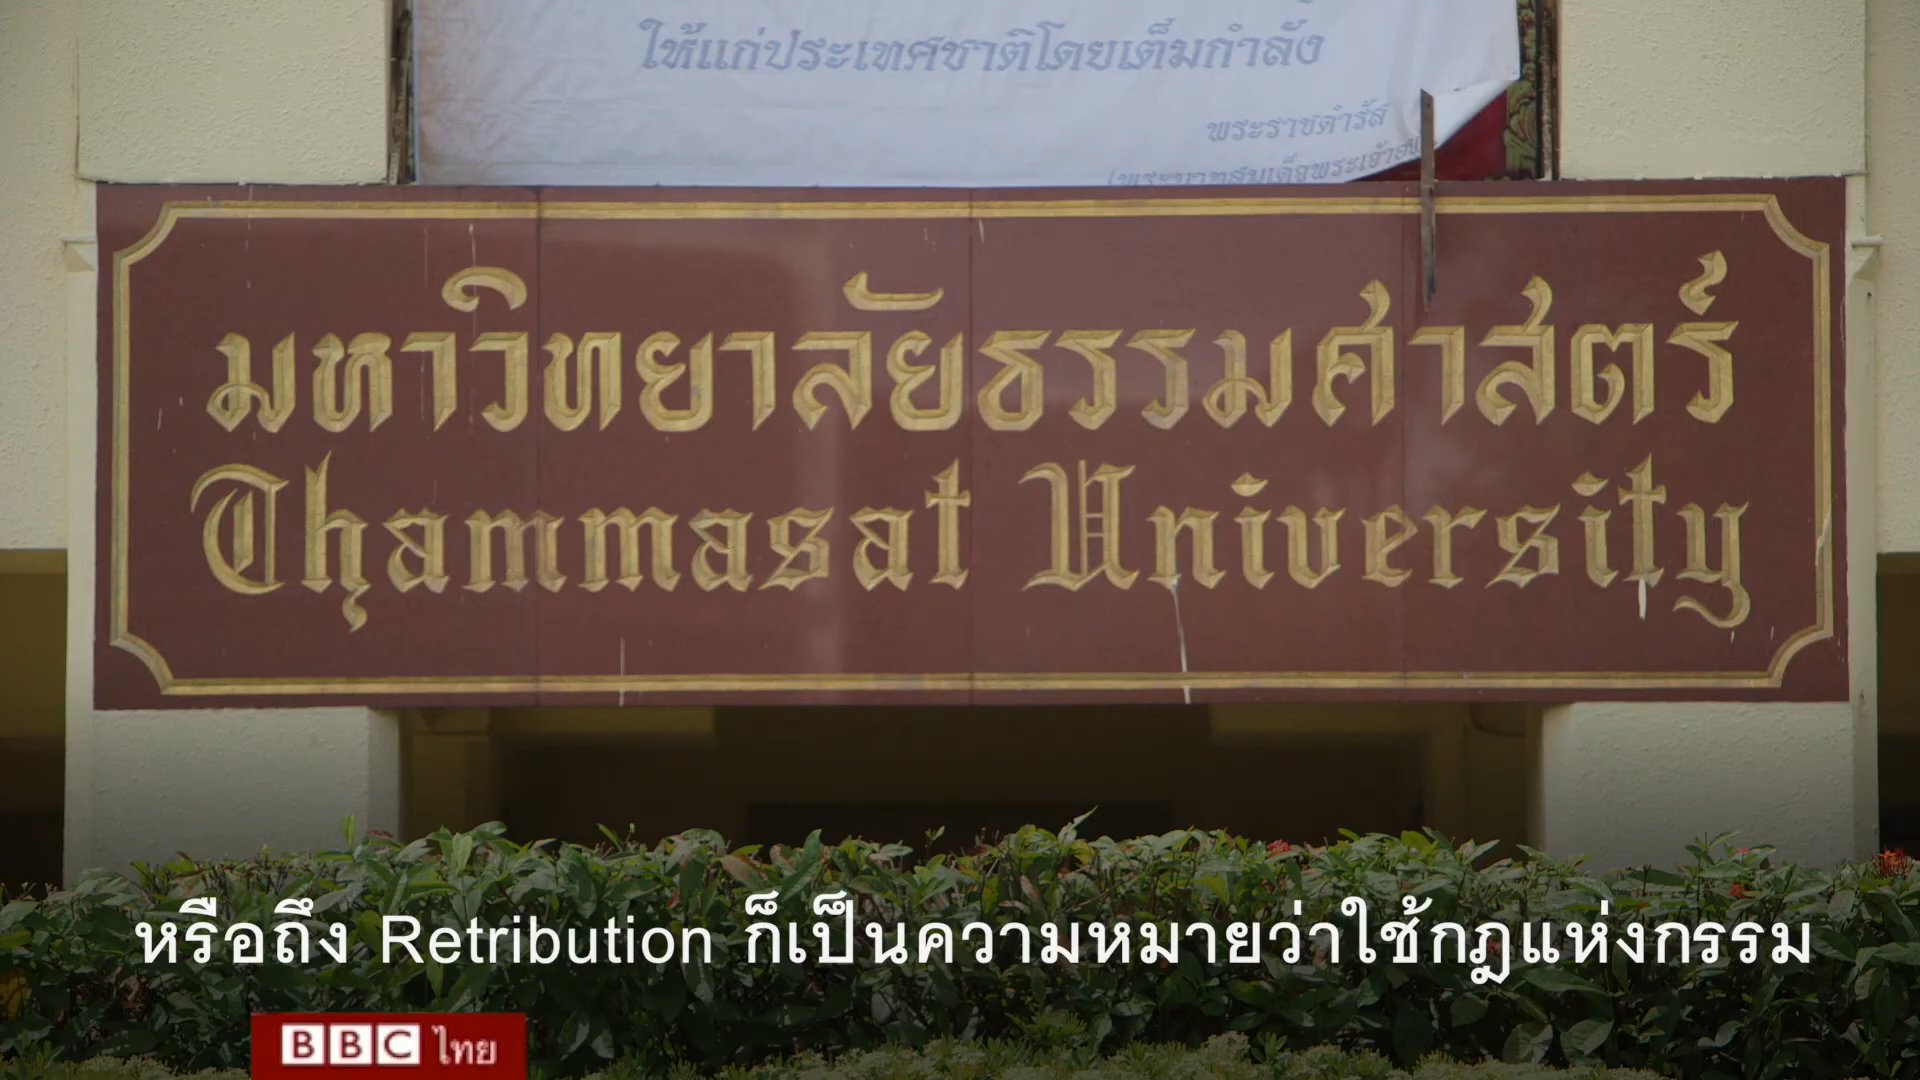 ให้แก่ประเทศชาติโดยเต็มกำลัง
พระราชดำรัส
มหาวิทยาลัยธรรมศาสตร์
Thammasat University
หรือถึง Retribution ก็เป็นความหมายว่าใช้กฎแห่งกรรม
BBC ไทย